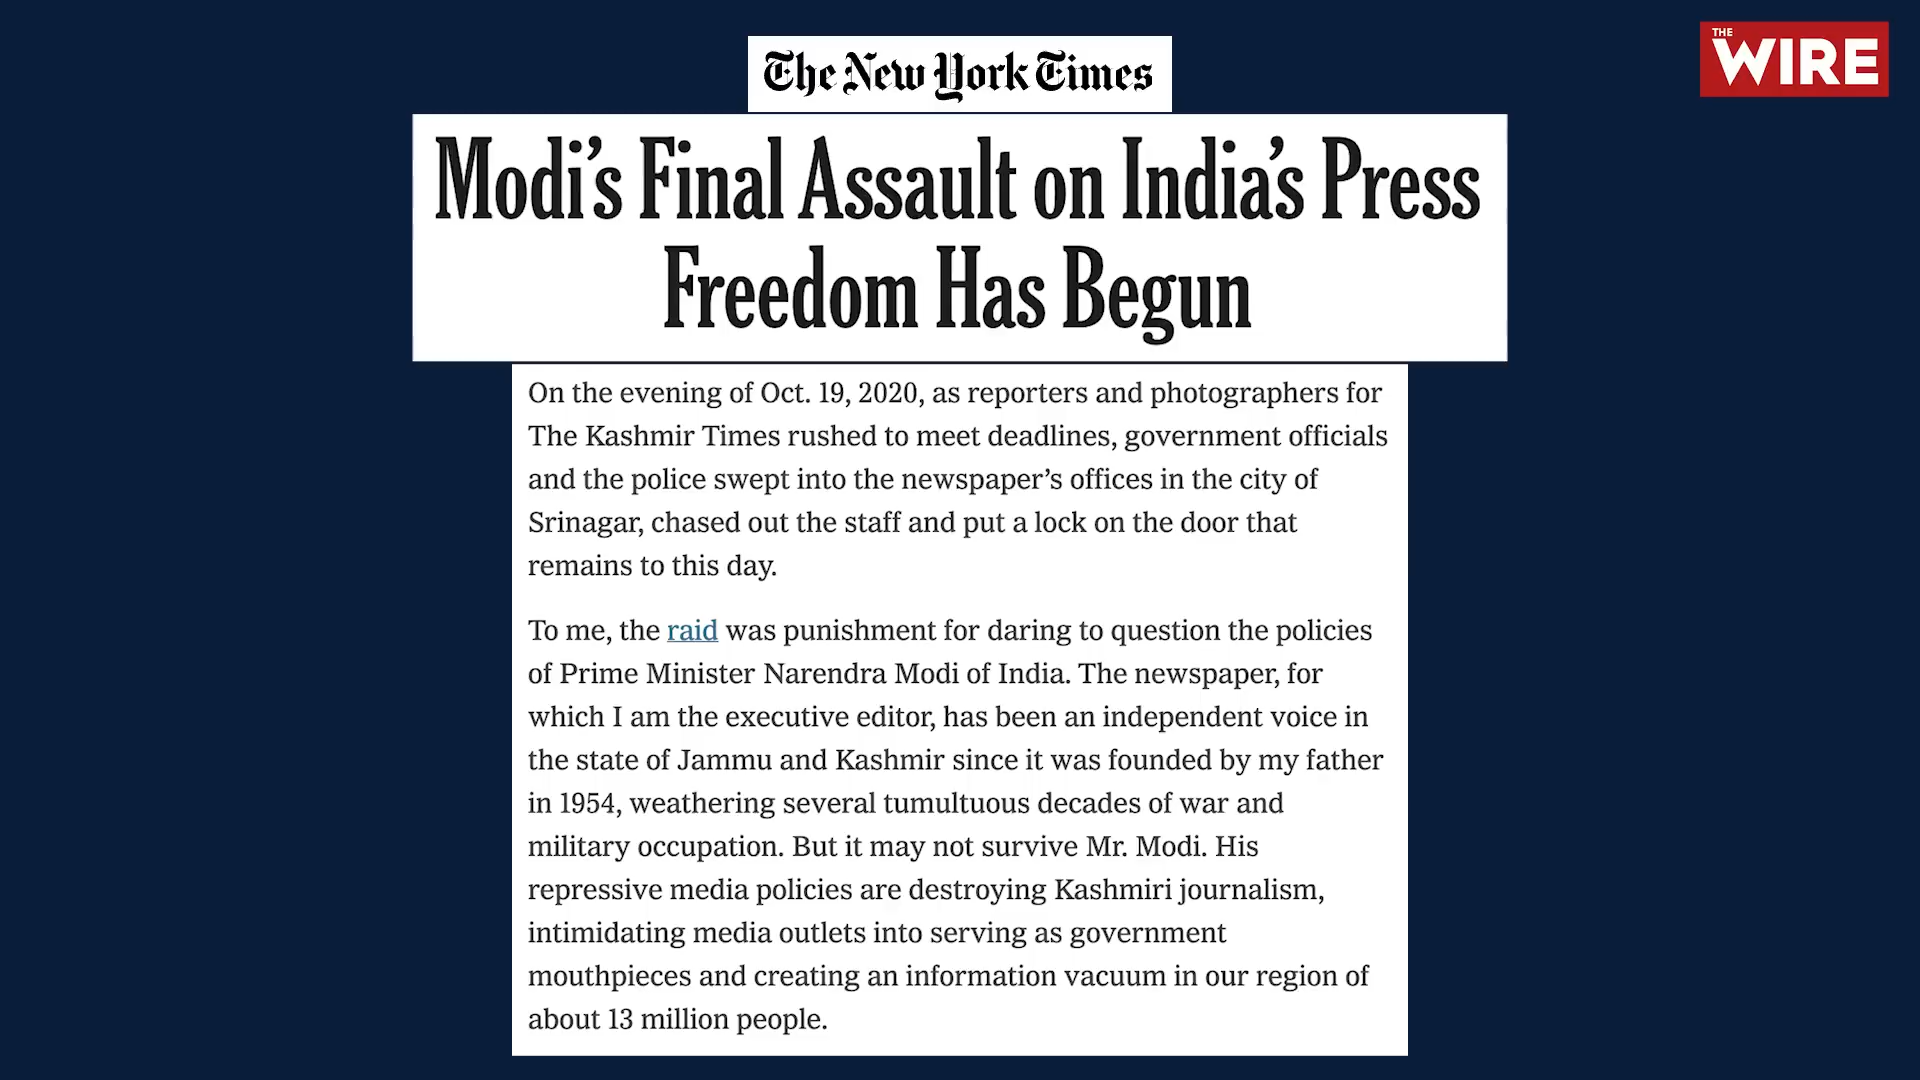 The New York Times
THE
WIRE
Modi’s Final Assault on India’s Press
Freedom Has Begun
On the evening of Oct. 19, 2020, as reporters and photographers for
The Kashmir Times rushed to meet deadlines, government officials
and the police swept into the newspaper’s offices in the city of
Srinagar, chased out the staff and put a lock on the door that
remains to this day.
To me, the raid was punishment for daring to question the policies
of Prime Minister Narendra Modi of India. The newspaper, for
which I am the executive editor, has been an independent voice in
the state of Jammu and Kashmir since it was founded by my father
in 1954, weathering several tumultuous decades of war and
military occupation. But it may not survive Mr. Modi. His
repressive media policies are destroying Kashmiri journalism,
intimidating media outlets into serving as government
mouthpieces and creating an information vacuum in our region of
about 13 million people.